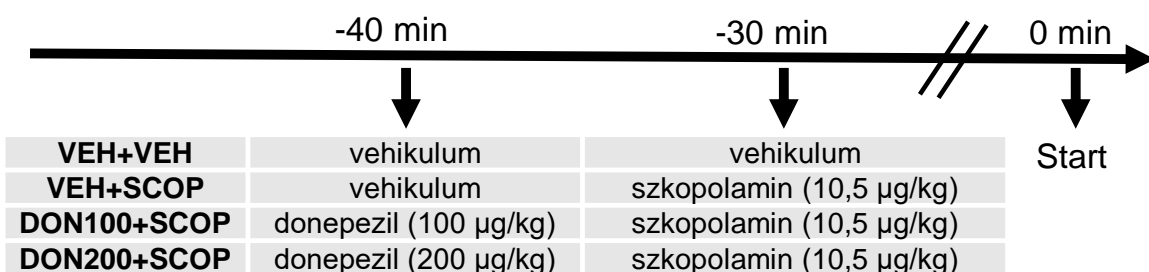 -40 min -30 min 0 min
Start
VEH+VEH vehikulum vehikulum
VEH+SCOP vehikulum szkopolamin (10,5 µg/kg)
DON100+SCOP donepezil (100 µg/kg) szkopolamin (10,5 µg/kg)
DON200+SCOP donepezil (200 µg/kg) szkopolamin (10,5 µg/kg)